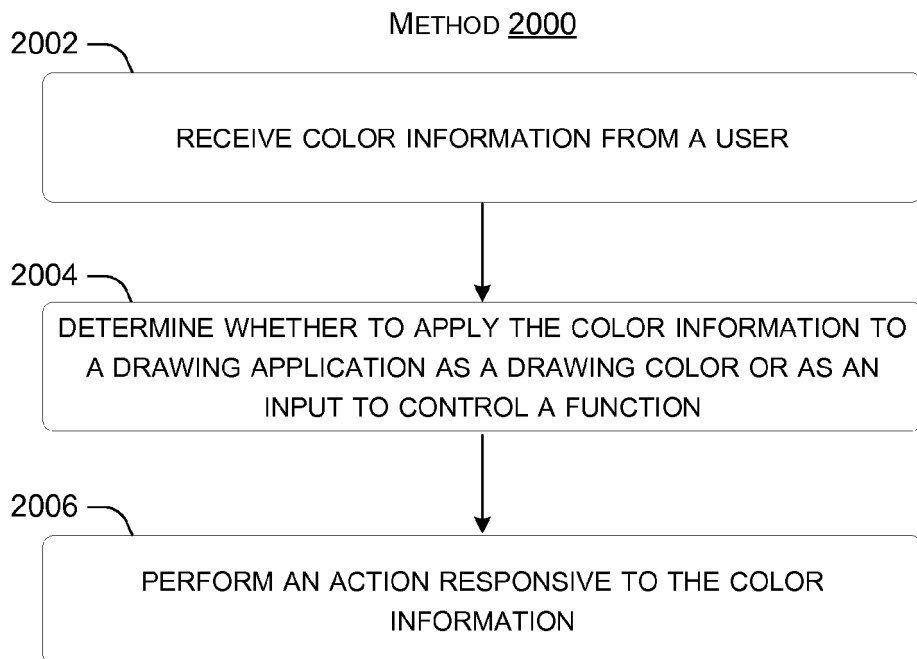 METHOD 2000
2002
RECEIVE COLOR INFORMATION FROM A USER
2004
DETERMINE WHETHER TO APPLY THE COLOR INFORMATION TO
A DRAWING APPLICATION AS A DRAWING COLOR OR AS AN
INPUT TO CONTROL A FUNCTION
2006
PERFORM AN ACTION RESPONSIVE TO THE COLOR
INFORMATION